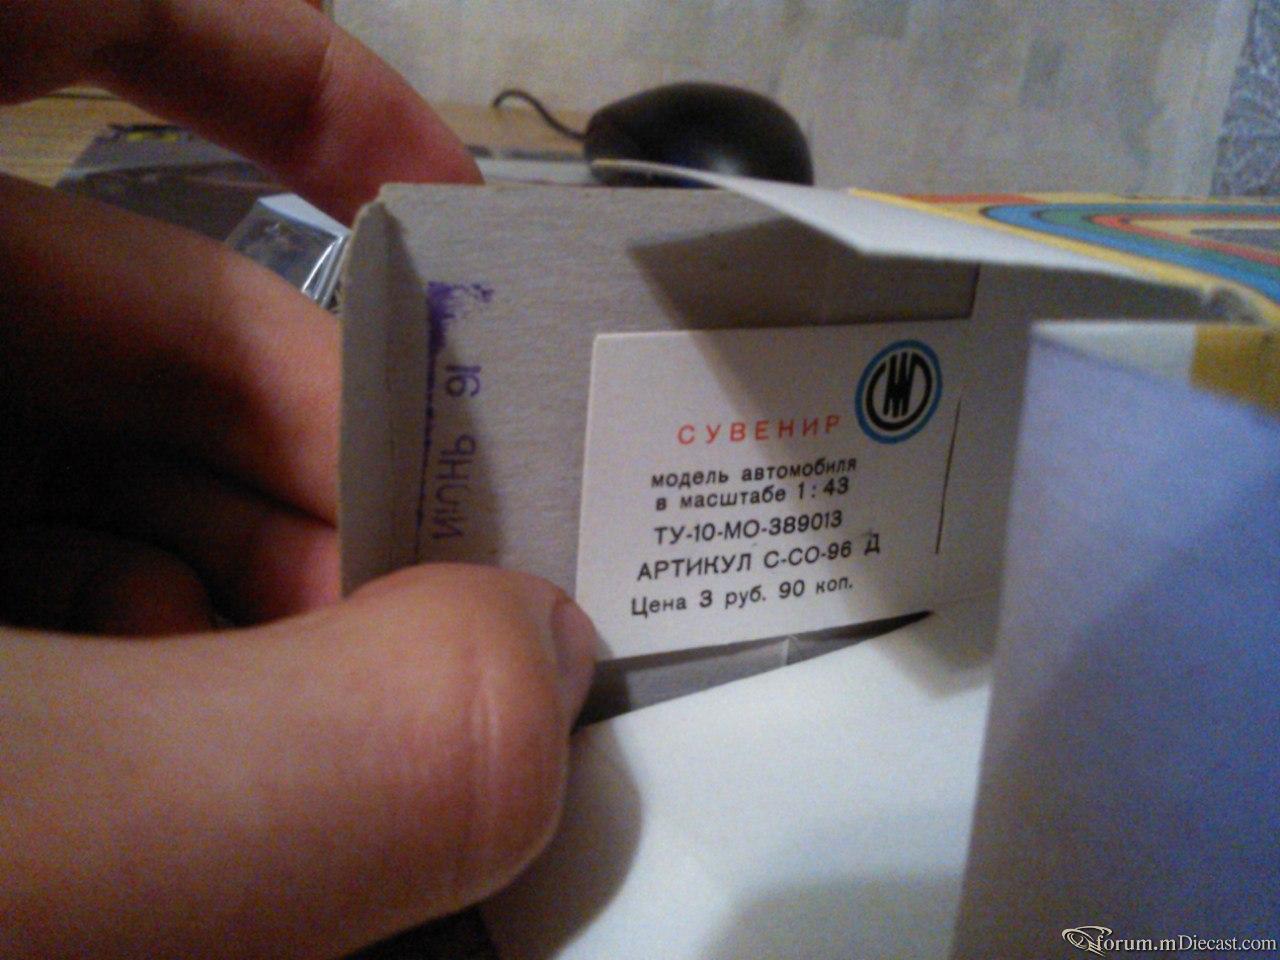 ИЮНЬ 91
СУВЕНИР
модель автомобиля
в масштабе 1:43
ТУ-10-МО-389013
АРТИКУЛ С-СО-96 Д
Цена 3 руб. 90 коп.
forum.mDiecast.com